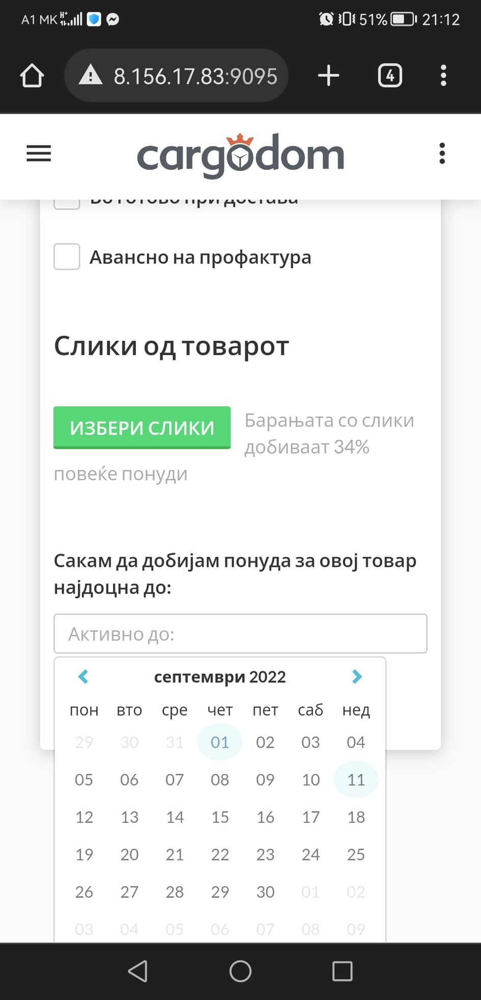 A1 MK H+ 51% 21:12
8.156.17.83:9095 4
cargodom
Во готово при достава
Авансно на профактура
Слики од товарот
ИЗБЕРИ СЛИКИ Барањата со слики
добиваат 34%
повеќе понуди
Сакам да добијам понуда за овој товар
најдоцна до:
Активно до:
септември 2022
пон вто сре чет пет саб нед
29 30 31 01 02 03 04
05 06 07 08 09 10 11
12 13 14 15 16 17 18
19 20 21 22 23 24 25
26 27 28 29 30 01 02
03 04 05 06 07 08 09